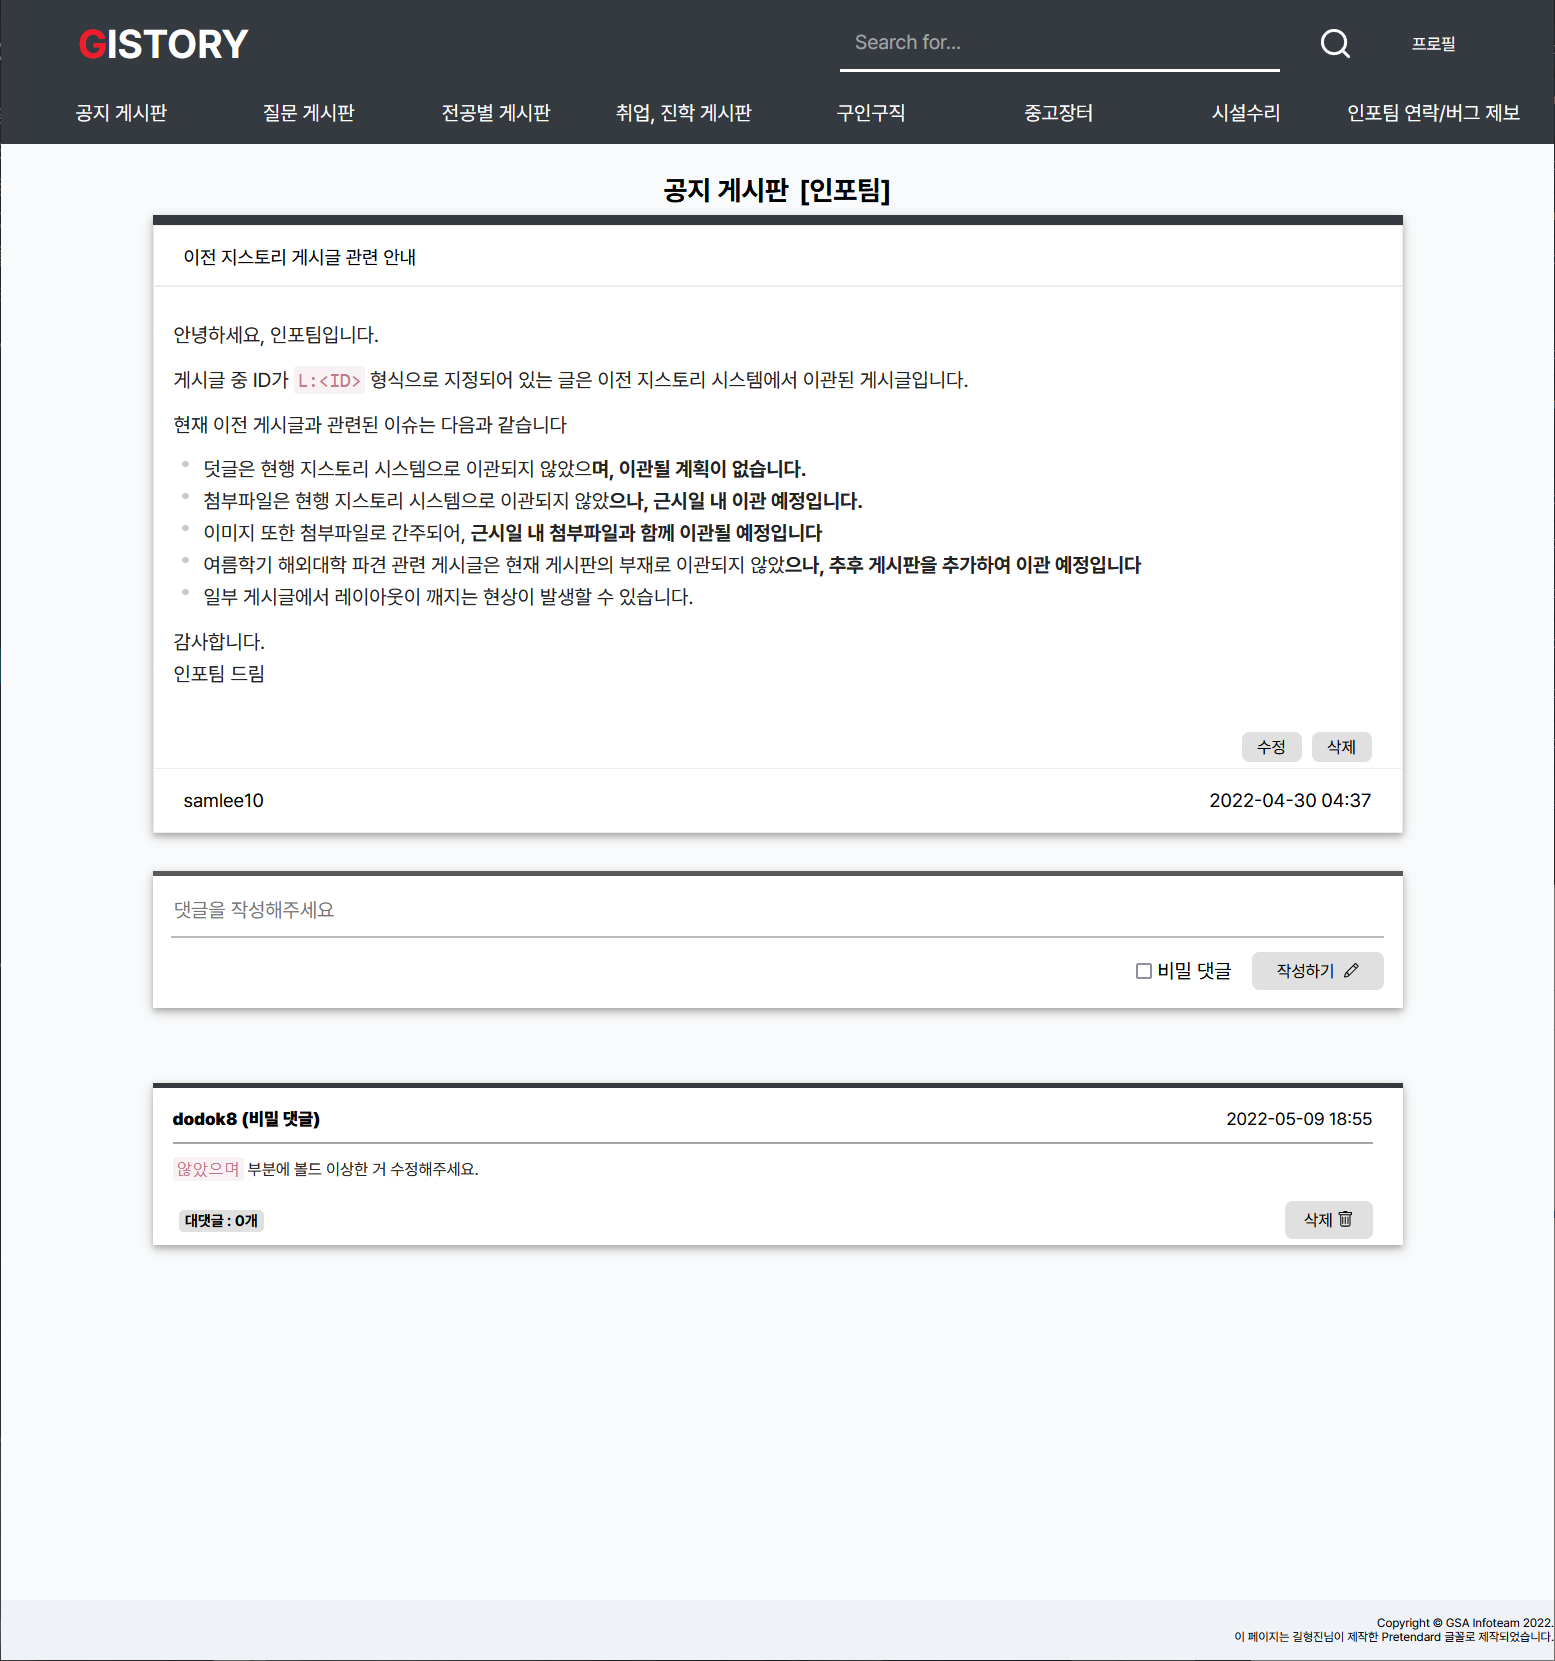 GISTORY
Search for...
프로필
공지 게시판
질문 게시판
전공별 게시판
취업, 진학 게시판
구인구직
중고장터
시설수리
인포팀 연락/버그 제보
공지 게시판 [인포팀]
이전 지스토리 게시글 관련 안내
안녕하세요, 인포팀입니다.
게시글 중 ID가 L:<ID> 형식으로 지정되어 있는 글은 이전 지스토리 시스템에서 이관된 게시글입니다.
현재 이전 게시글과 관련된 이슈는 다음과 같습니다
덧글은 현행 지스토리 시스템으로 이관되지 않았으며, 이관될 계획이 없습니다.
첨부파일은 현행 지스토리 시스템으로 이관되지 않았으나, 근시일 내 이관 예정입니다.
이미지 또한 첨부파일로 간주되어, 근시일 내 첨부파일과 함께 이관될 예정입니다
여름학기 해외대학 파견 관련 게시글은 현재 게시판의 부재로 이관되지 않았으나, 추후 게시판을 추가하여 이관 예정입니다
일부 게시글에서 레이아웃이 깨지는 현상이 발생할 수 있습니다.
감사합니다.
인포팀 드림
수정
삭제
samlee10
2022-04-30 04:37
댓글을 작성해주세요
비밀 댓글
작성하기
dodok8 (비밀 댓글)
2022-05-09 18:55
않았으며 부분에 볼드 이상한 거 수정해주세요.
대댓글 : 0개
삭제
Copyright © GSA Infoteam 2022.
이 페이지는 길형진님이 제작한 Pretendard 글꼴로 제작되었습니다.